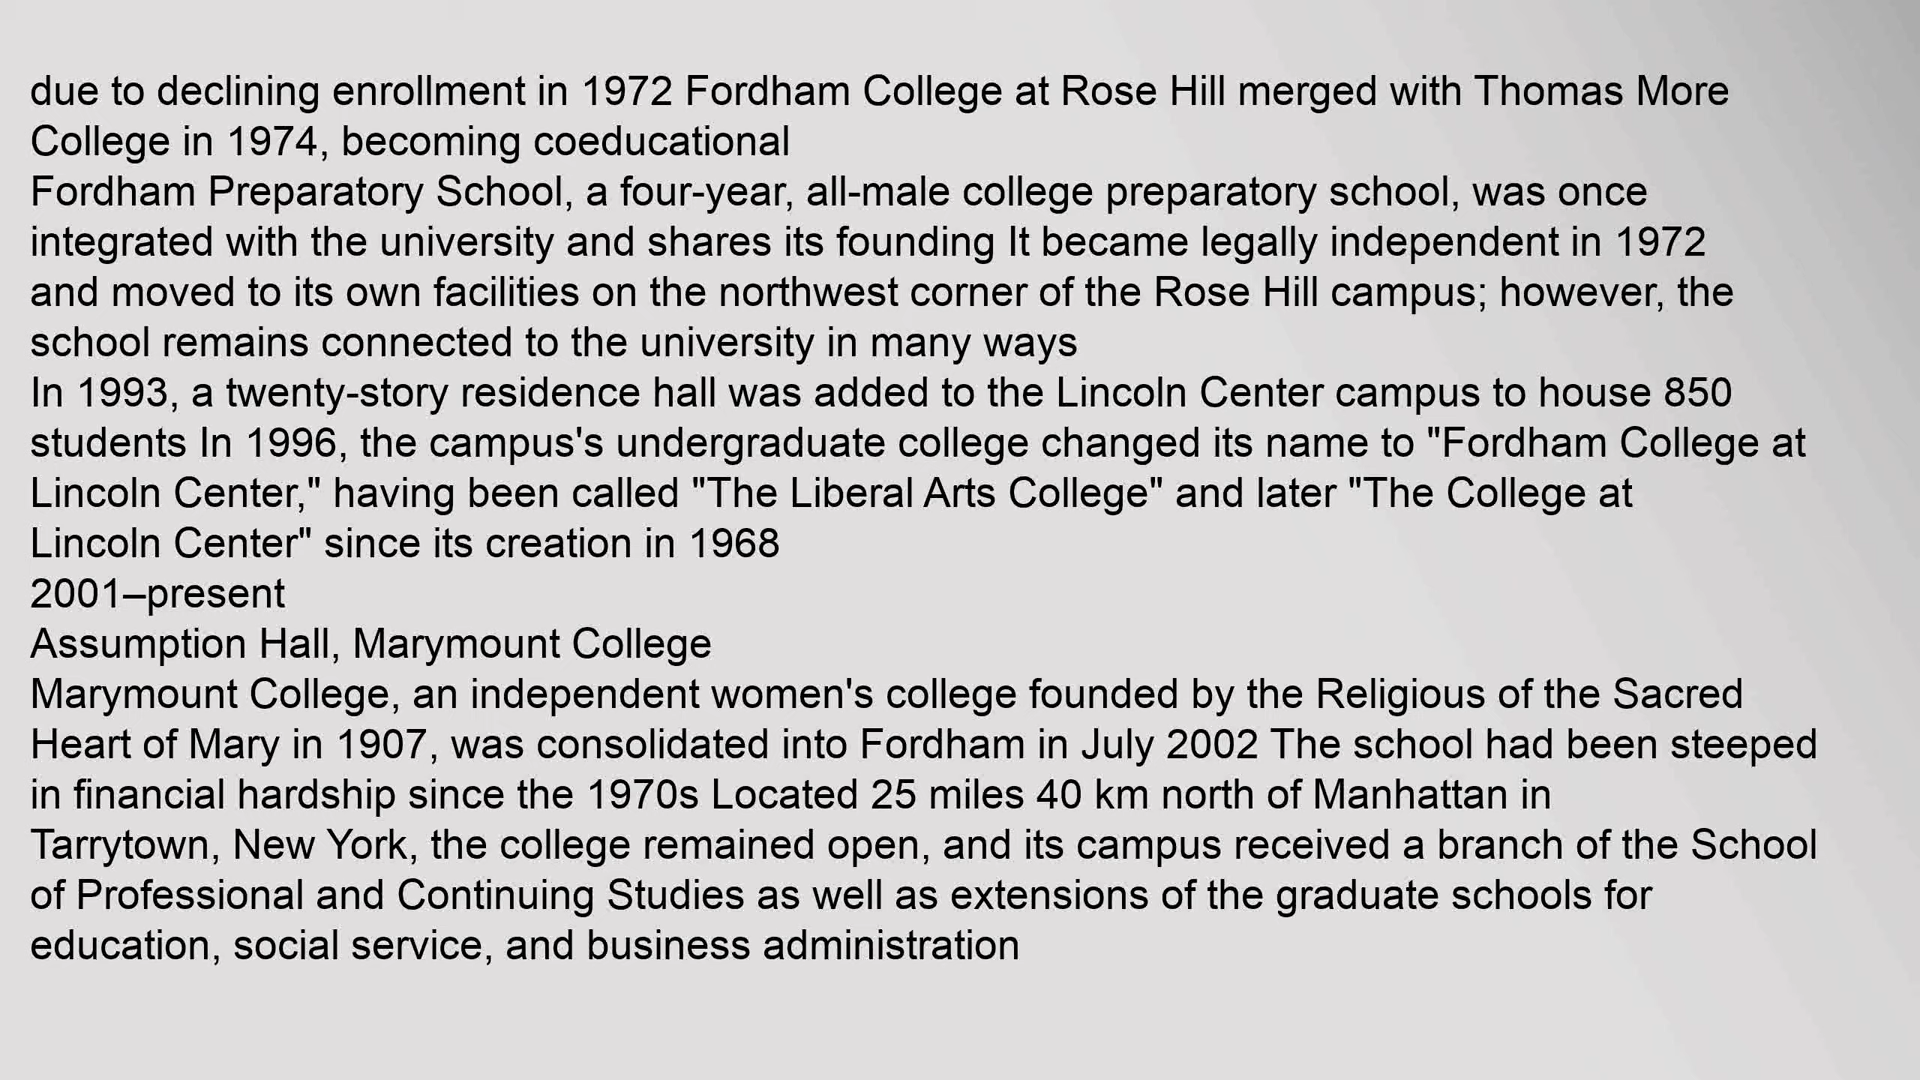 due to declining enrollment in 1972 Fordham College at Rose Hill merged with Thomas More
College in 1974, becoming coeducational
Fordham Preparatory School, a four-year, all-male college preparatory school, was once
integrated with the university and shares its founding It became legally independent in 1972
and moved to its own facilities on the northwest corner of the Rose Hill campus; however, the
school remains connected to the university in many ways
In 1993, a twenty-story residence hall was added to the Lincoln Center campus to house 850
students In 1996, the campus's undergraduate college changed its name to "Fordham College at
Lincoln Center," having been called "The Liberal Arts College" and later "The College at
Lincoln Center" since its creation in 1968
2001–present
Assumption Hall, Marymount College
Marymount College, an independent women's college founded by the Religious of the Sacred
Heart of Mary in 1907, was consolidated into Fordham in July 2002 The school had been steeped
in financial hardship since the 1970s Located 25 miles 40 km north of Manhattan in
Tarrytown, New York, the college remained open, and its campus received a branch of the School
of Professional and Continuing Studies as well as extensions of the graduate schools for
education, social service, and business administration